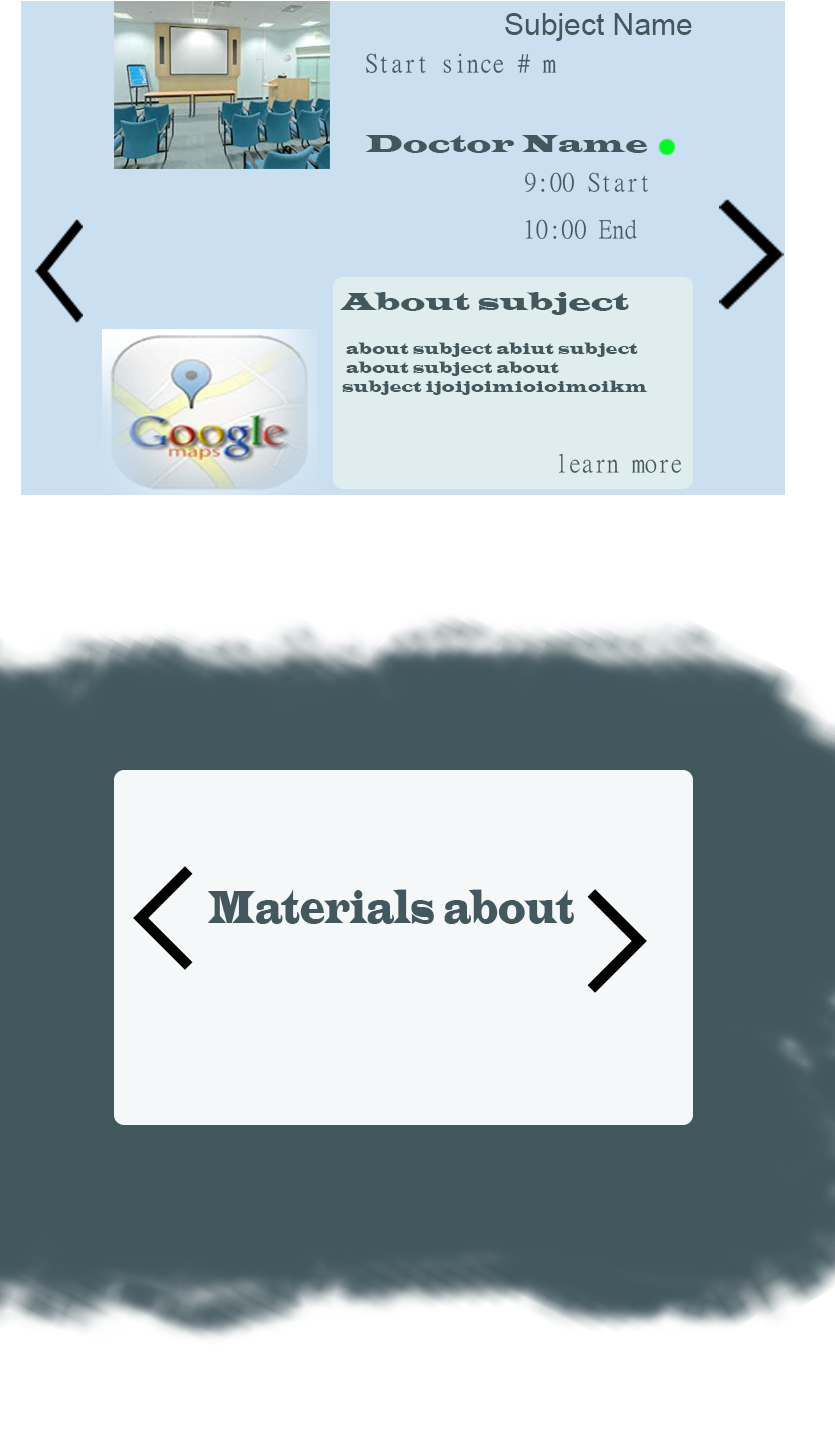 Subject Name
Start since # m
Doctor Name
9:00 Start
10:00 End
About subject
about subject abiut subject
about subject about
subject ijoijoimioioimoikm
learn more
Google
maps
Materials about